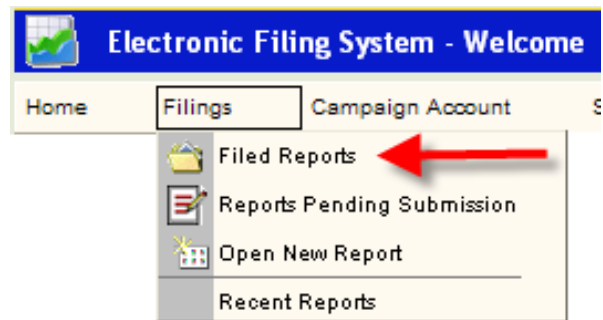 Electronic Filing System - Welcome
Home Filings Campaign Account S
Filed Reports
Reports Pending Submission
Open New Report
Recent Reports